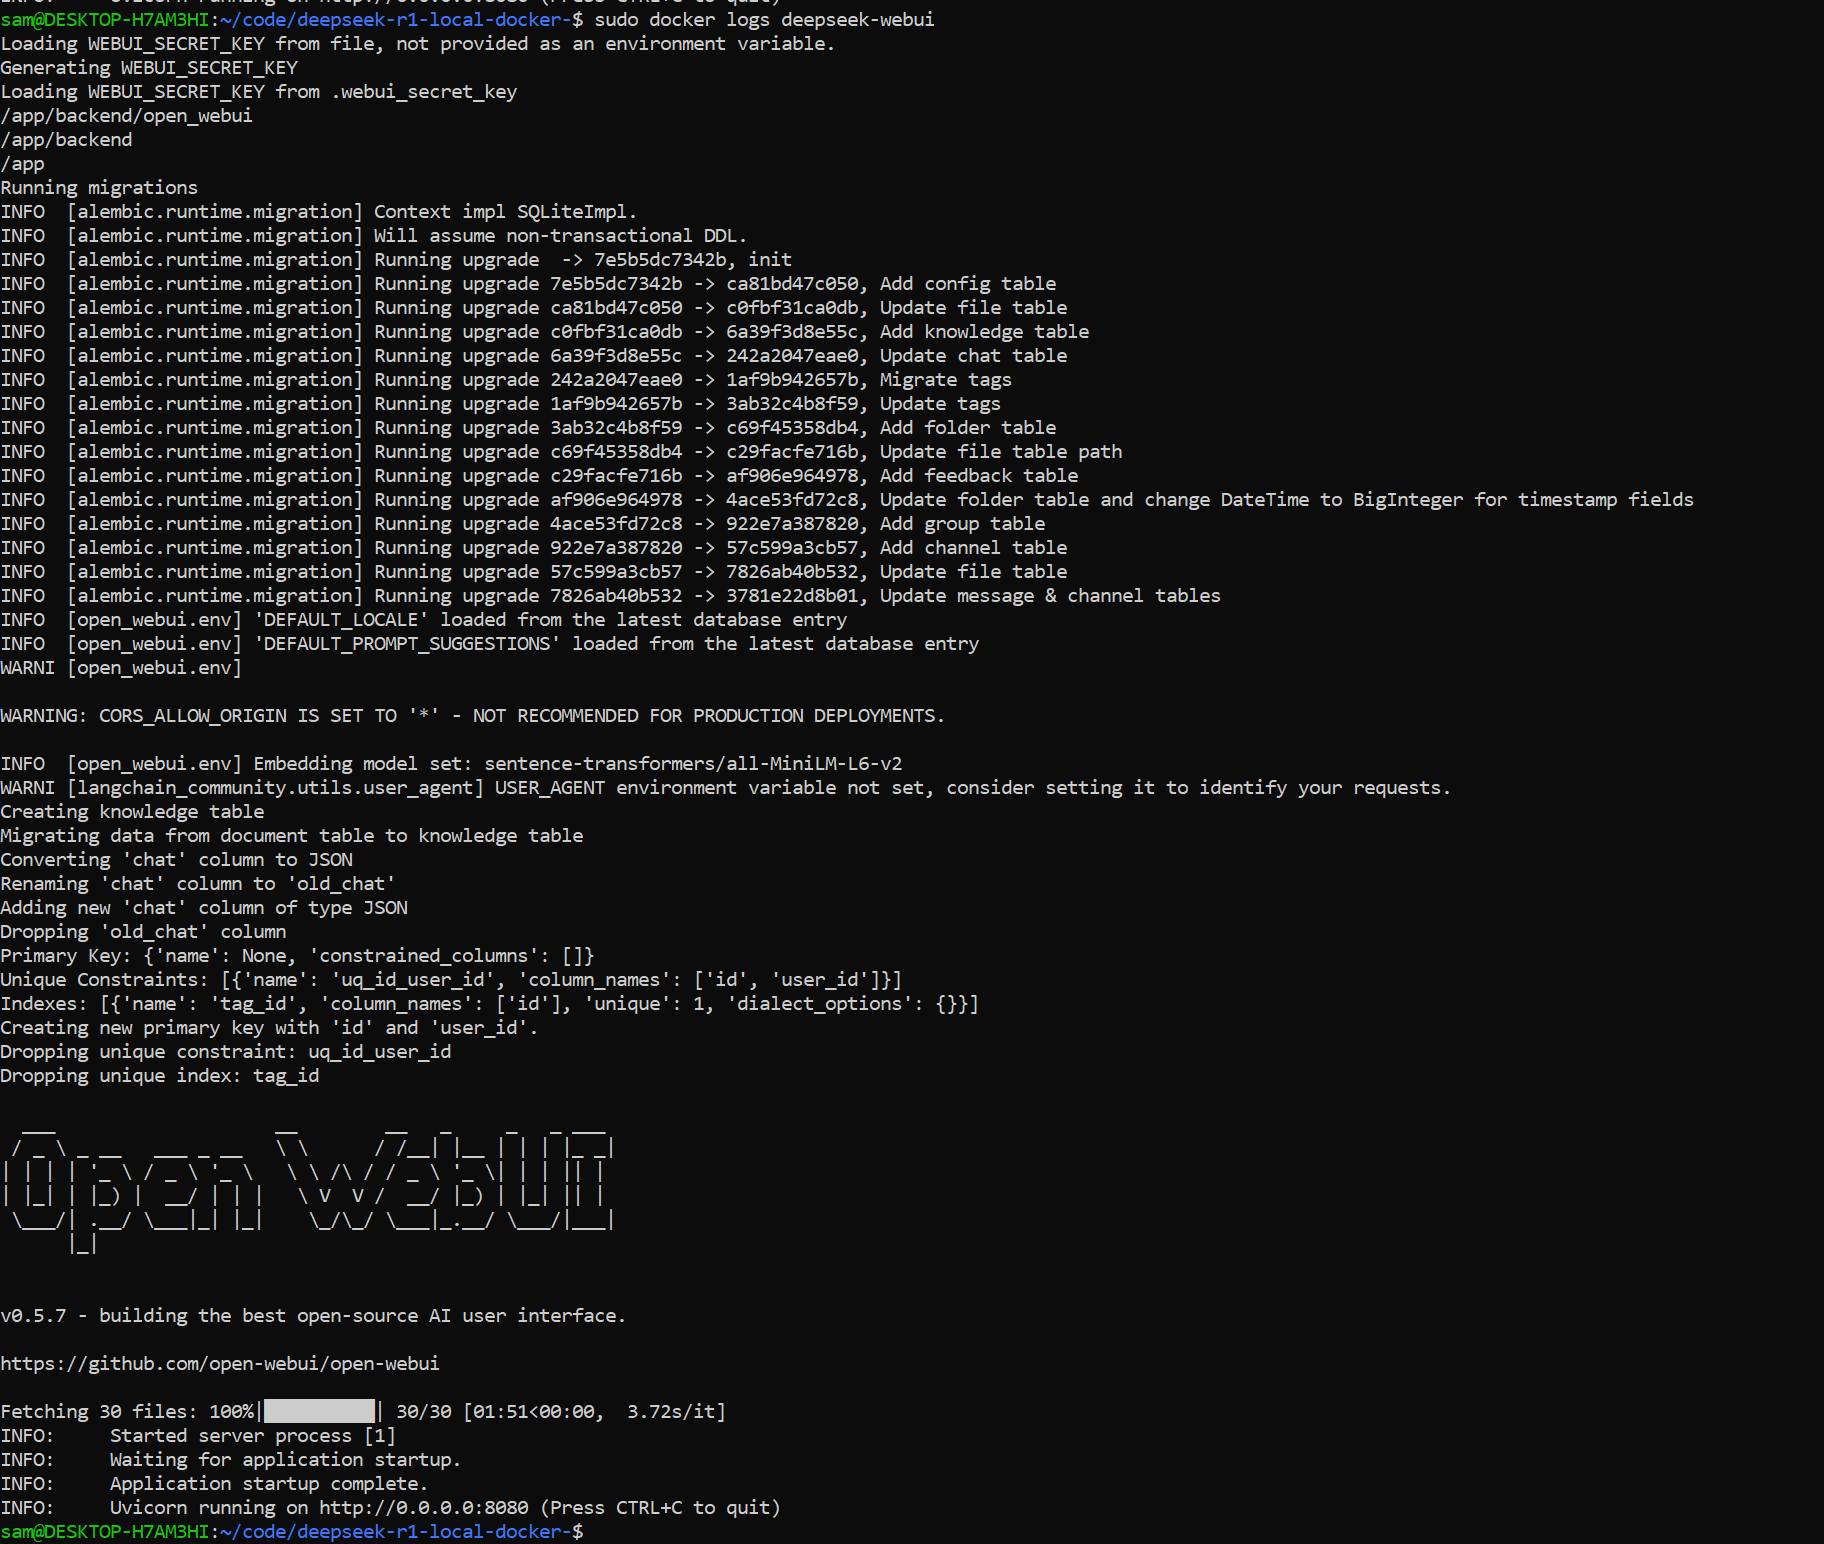 INFO:     Uvicorn running on http://0.0.0.0:8080 (Press CTRL+C to quit)
sam@DESKTOP-H7AM3HI:~/code/deepseek-r1-local-docker-$ sudo docker logs deepseek-webui
Loading WEBUI_SECRET_KEY from file, not provided as an environment variable.
Generating WEBUI_SECRET_KEY
Loading WEBUI_SECRET_KEY from .webui_secret_key
/app/backend/open_webui
/app/backend
/app
Running migrations
INFO  [alembic.runtime.migration] Context impl SQLiteImpl.
INFO  [alembic.runtime.migration] Will assume non-transactional DDL.
INFO  [alembic.runtime.migration] Running upgrade  -> 7e5b5dc7342b, init
INFO  [alembic.runtime.migration] Running upgrade 7e5b5dc7342b -> ca81bd47c050, Add config table
INFO  [alembic.runtime.migration] Running upgrade ca81bd47c050 -> c0fbf31ca0db, Update file table
INFO  [alembic.runtime.migration] Running upgrade c0fbf31ca0db -> 6a39f3d8e55c, Add knowledge table
INFO  [alembic.runtime.migration] Running upgrade 6a39f3d8e55c -> 242a2047eae0, Update chat table
INFO  [alembic.runtime.migration] Running upgrade 242a2047eae0 -> 1af9b942657b, Migrate tags
INFO  [alembic.runtime.migration] Running upgrade 1af9b942657b -> 3ab32c4b8f59, Update tags
INFO  [alembic.runtime.migration] Running upgrade 3ab32c4b8f59 -> c69f45358db4, Add folder table
INFO  [alembic.runtime.migration] Running upgrade c69f45358db4 -> c29facfe716b, Update file table path
INFO  [alembic.runtime.migration] Running upgrade c29facfe716b -> af906e964978, Add feedback table
INFO  [alembic.runtime.migration] Running upgrade af906e964978 -> 4ace53fd72c8, Update folder table and change DateTime to BigInteger for timestamp fields
INFO  [alembic.runtime.migration] Running upgrade 4ace53fd72c8 -> 922e7a387820, Add group table
INFO  [alembic.runtime.migration] Running upgrade 922e7a387820 -> 57c599a3cb57, Add channel table
INFO  [alembic.runtime.migration] Running upgrade 57c599a3cb57 -> 7826ab40b532, Update file table
INFO  [alembic.runtime.migration] Running upgrade 7826ab40b532 -> 3781e22d8b01, Update message & channel tables
INFO  [open_webui.env] 'DEFAULT_LOCALE' loaded from the latest database entry
INFO  [open_webui.env] 'DEFAULT_PROMPT_SUGGESTIONS' loaded from the latest database entry
WARNI [open_webui.env]
WARNING: CORS_ALLOW_ORIGIN IS SET TO '*' - NOT RECOMMENDED FOR PRODUCTION DEPLOYMENTS.
INFO  [open_webui.env] Embedding model set: sentence-transformers/all-MiniLM-L6-v2
WARNI [langchain_community.utils.user_agent] USER_AGENT environment variable not set, consider setting it to identify your requests.
Creating knowledge table
Migrating data from document table to knowledge table
Converting 'chat' column to JSON
Renaming 'chat' column to 'old_chat'
Adding new 'chat' column of type JSON
Dropping 'old_chat' column
Primary Key: {'name': None, 'constrained_columns': []}
Unique Constraints: [{'name': 'uq_id_user_id', 'column_names': ['id', 'user_id']}]
Indexes: [{'name': 'tag_id', 'column_names': ['id'], 'unique': 1, 'dialect_options': {}}]
Creating new primary key with 'id' and 'user_id'.
Dropping unique constraint: uq_id_user_id
Dropping unique index: tag_id
Open WebUI
v0.5.7 - building the best open-source AI user interface.
https://github.com/open-webui/open-webui
Fetching 30 files: 100%|██████████| 30/30 [01:51<00:00,  3.72s/it]
INFO:     Started server process [1]
INFO:     Waiting for application startup.
INFO:     Application startup complete.
INFO:     Uvicorn running on http://0.0.0.0:8080 (Press CTRL+C to quit)
sam@DESKTOP-H7AM3HI:~/code/deepseek-r1-local-docker-$